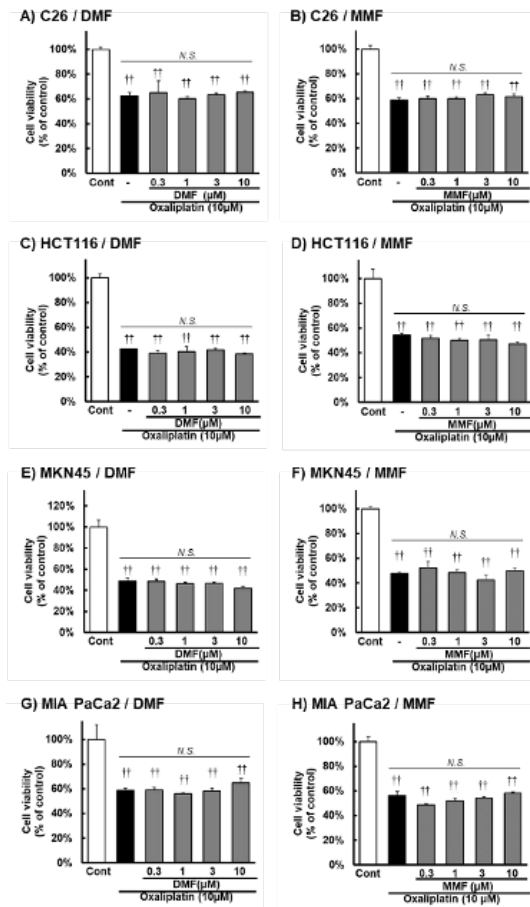 A) C26 / DMF
Cell viability
(% of control)
120%
100%
80%
60%
40%
20%
0%
N.S.
†† †† †† †† ††
Cont - 0.3 1 3 10
DMF (μM)
Oxaliplatin (10μM)
B) C26 / MMF
Cell viability
(% of control)
120%
100%
80%
60%
40%
20%
0%
N.S.
†† †† †† †† ††
Cont - 0.3 1 3 10
MMF(μM)
Oxaliplatin (10μM)
C) HCT116 / DMF
Cell viability
(% of control)
120%
100%
80%
60%
40%
20%
0%
N.S.
†† †† †† †† ††
Cont - 0.3 1 3 10
DMF(μM)
Oxaliplatin (10μM)
D) HCT116 / MMF
Cell viability
(% of control)
120%
100%
80%
60%
40%
20%
0%
N.S.
†† †† †† †† ††
Cont - 0.3 1 3 10
MMF(μM)
Oxaliplatin (10μM)
E) MKN45 / DMF
Cell viability
(% of control)
120%
100%
80%
60%
40%
20%
0%
N.S.
†† †† †† †† ††
Cont 0.3 1 3 10
DMF(μM)
Oxaliplatin (10μM)
F) MKN45 / MMF
Cell viability
(% of control)
120%
100%
80%
60%
40%
20%
0%
N.S.
†† †† †† †† ††
Cont - 0.3 1 3 10
MMF(μM)
Oxaliplatin (10μM)
G) MIA PaCa2 / DMF
Cell viability
(% of control)
120%
100%
80%
60%
40%
20%
0%
N.S.
†† †† †† †† ††
Cont 0.3 1 3 10
DMF(μM)
Oxaliplatin (10μM)
H) MIA PaCa2 / MMF
Cell viability
(% of control)
120%
100%
80%
60%
40%
20%
0%
N.S.
†† †† †† †† ††
Cont 0.3 1 3 10
MMF (μM)
Oxaliplatin (10 μM)